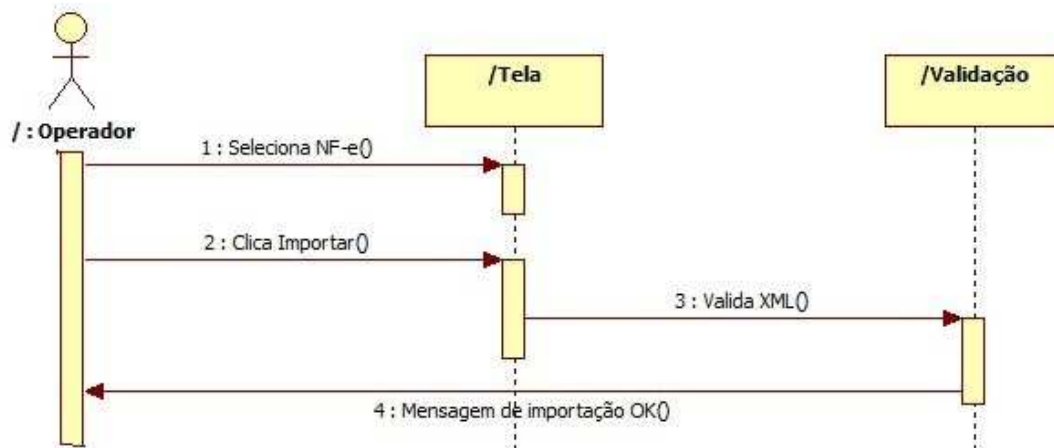 /Tela
/Validação
/ : Operador
1 : Seleciona NF-e()
2 : Clica Importar()
3 : Valida XML()
4 : Mensagem de importação OK()